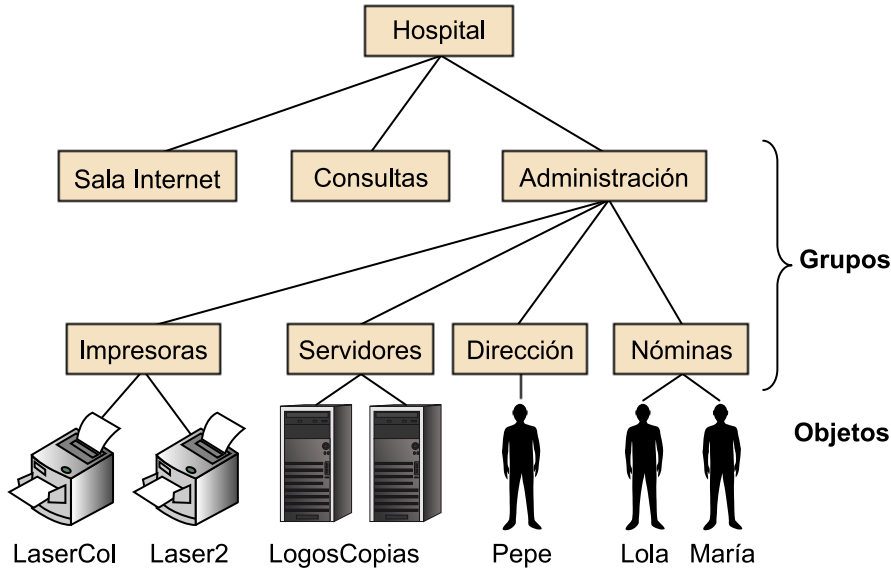 Hospital
Sala Internet
Consultas
Administración
Grupos
Impresoras
Servidores
Dirección
Nóminas
Objetos
LaserCol
Laser2
LogosCopias
Pepe
Lola
María